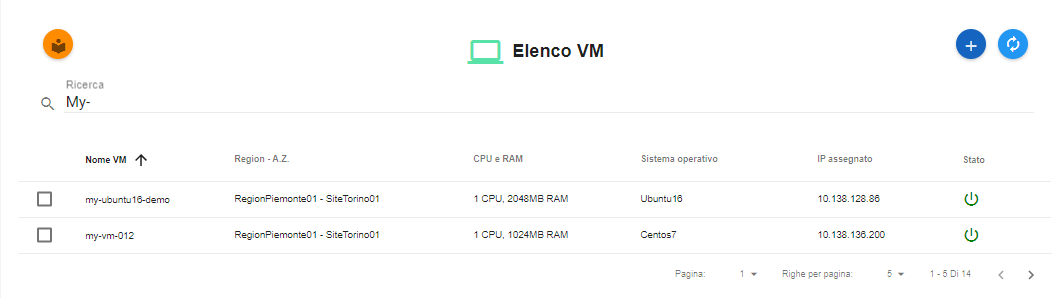 Elenco VM
Ricerca
My-
Nome VM Region - A.Z. CPU e RAM Sistema operativo IP assegnato Stato
my-ubuntu16-demo RegionPiemonte01 - SiteTorino01 1 CPU, 2048MB RAM Ubuntu16 10.138.128.86
my-vm-012 RegionPiemonte01 - SiteTorino01 1 CPU, 1024MB RAM Centos7 10.138.136.200
Pagina: 1 Righe per pagina: 5 1 - 5 Di 14